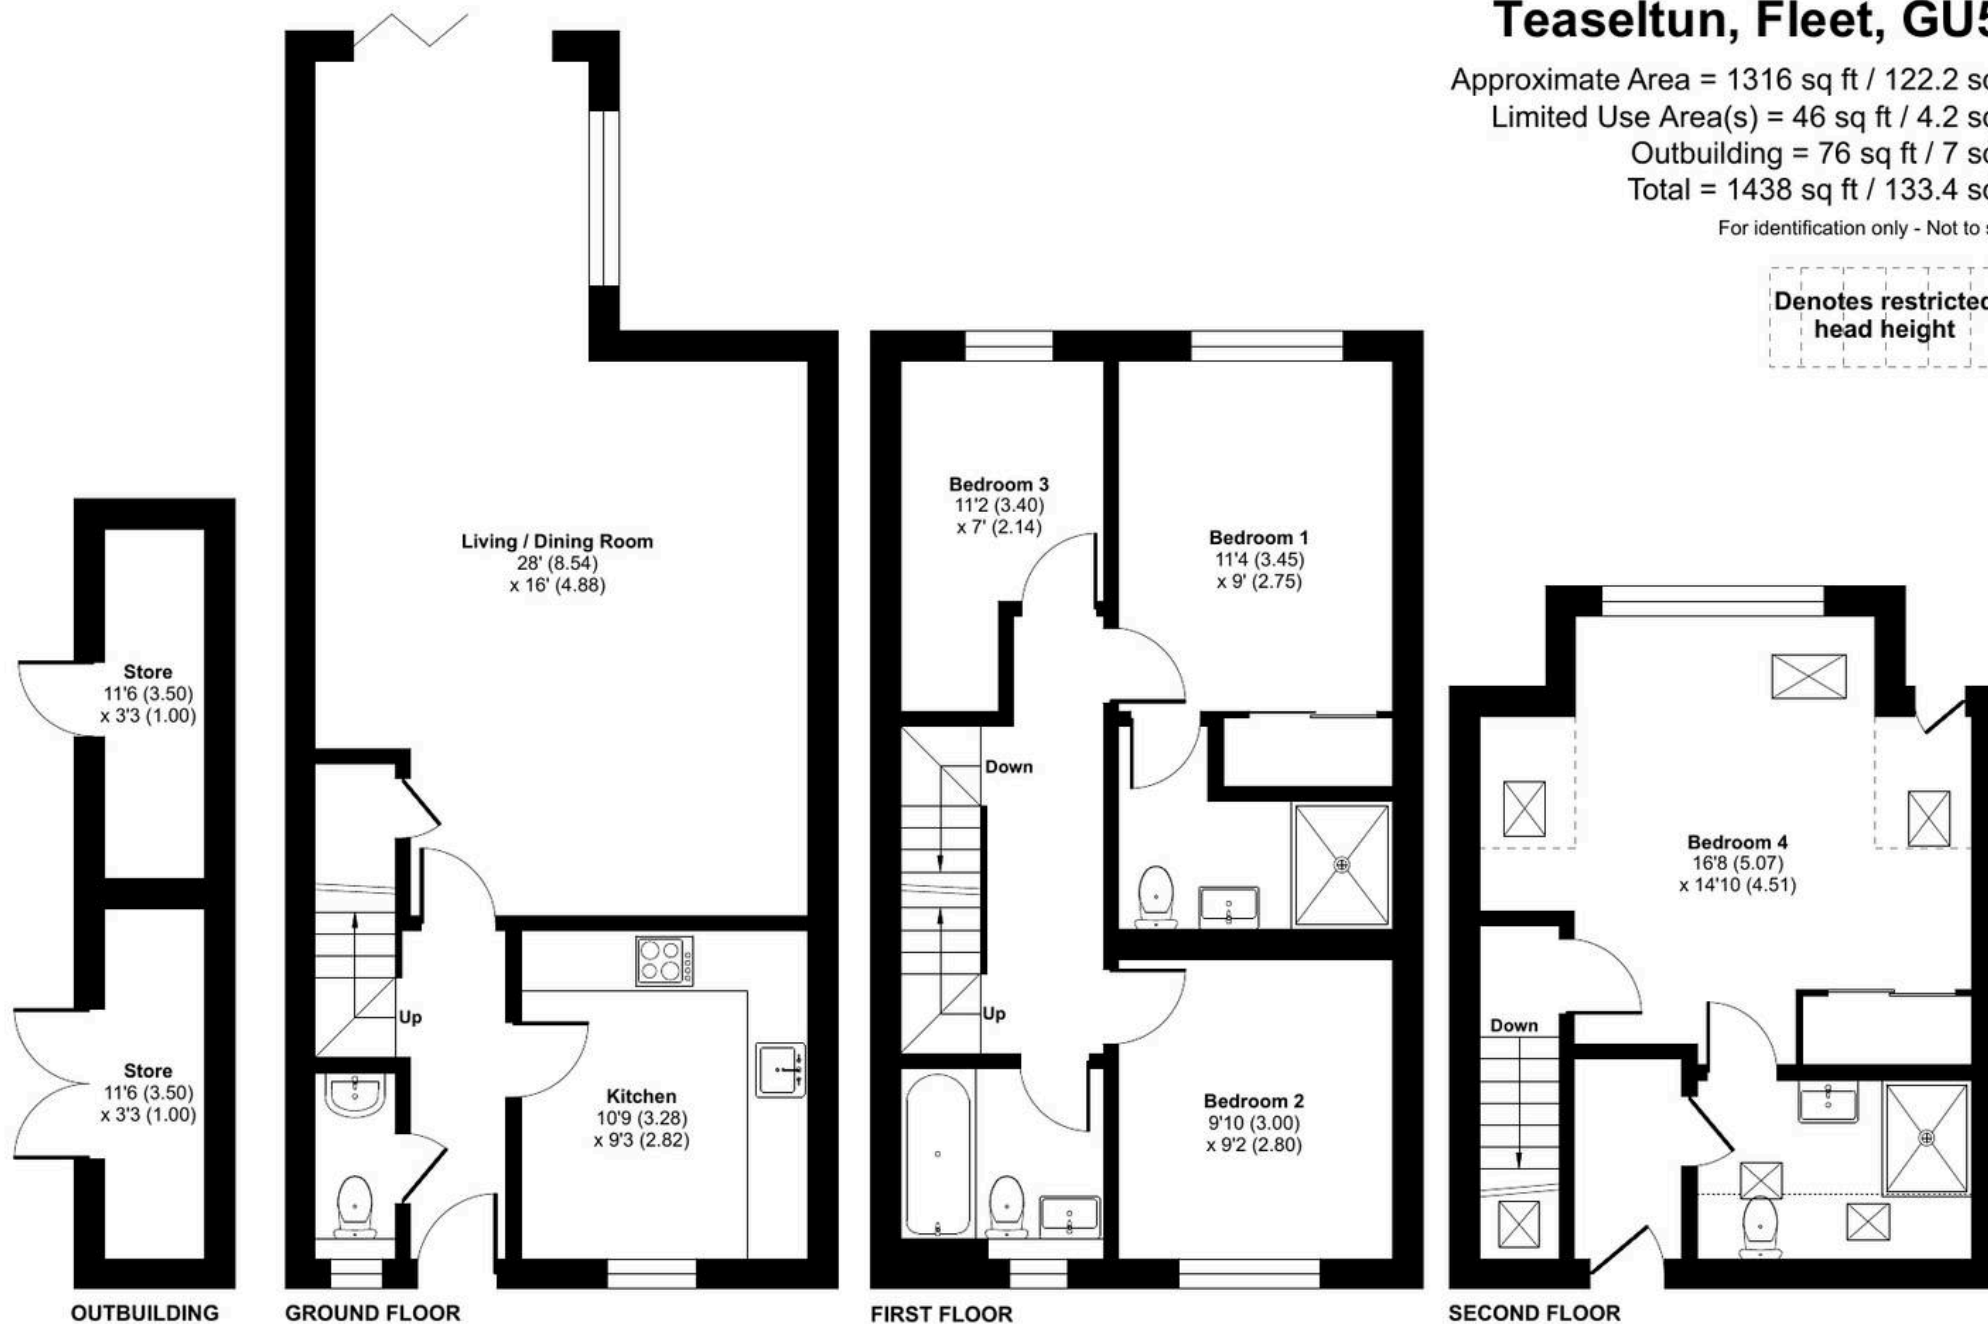 Teaseltun, Fleet, GU5
Approximate Area = 1316 sq ft / 122.2 sq
Limited Use Area(s) = 46 sq ft / 4.2 sq
Outbuilding = 76 sq ft / 7 sq
Total = 1438 sq ft / 133.4 sq
For identification only - Not to s
Denotes restricted
head height
Store
11'6 (3.50)
x 3'3 (1.00)
Store
11'6 (3.50)
x 3'3 (1.00)
OUTBUILDING
Living / Dining Room
28' (8.54)
x 16' (4.88)
Up
Kitchen
10'9 (3.28)
x 9'3 (2.82)
GROUND FLOOR
Bedroom 3
11'2 (3.40)
x 7' (2.14)
Bedroom 1
11'4 (3.45)
x 9' (2.75)
Down
Up
Bedroom 2
9'10 (3.00)
x 9'2 (2.80)
FIRST FLOOR
Bedroom 4
16'8 (5.07)
x 14'10 (4.51)
Down
SECOND FLOOR